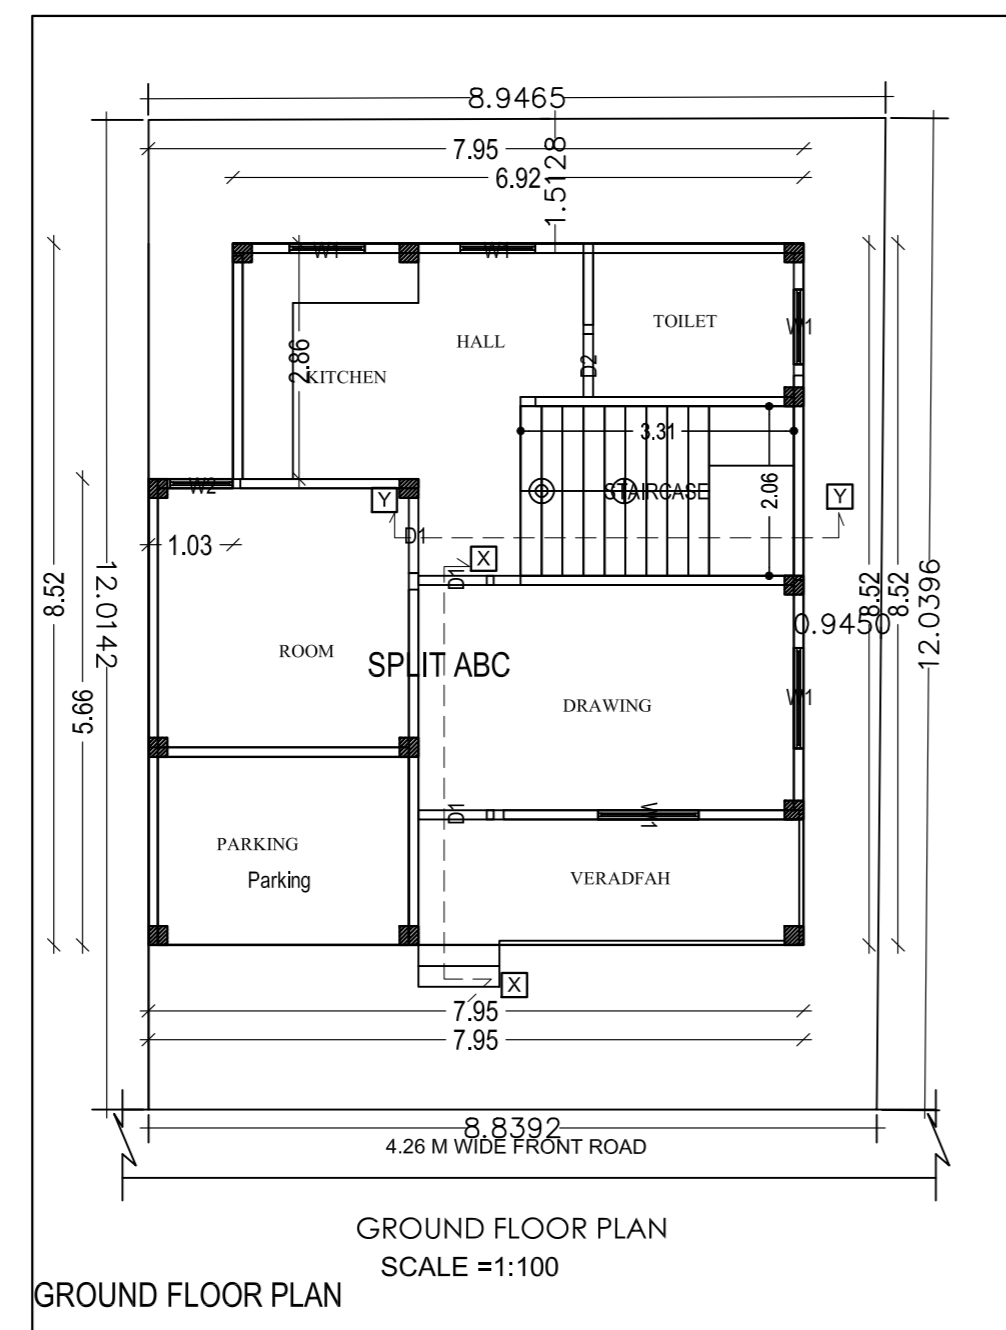 8.9465
7.95
6.92
1.5128
W1
W1
TOILET
W1
HALL
D2
2.86
KITCHEN
3.31
W2
STAIRCASE
2.06
Y
Y
D1
1.03
X
D1
8.52
12.0142
8.52
8.52
12.0396
0.9450
ROOM
SPLIT ABC
5.66
DRAWING
W1
D1
W1
PARKING
Parking
VERADFAH
X
7.95
7.95
8.8392
4.26 M WIDE FRONT ROAD
GROUND FLOOR PLAN
SCALE =1:100
GROUND FLOOR PLAN